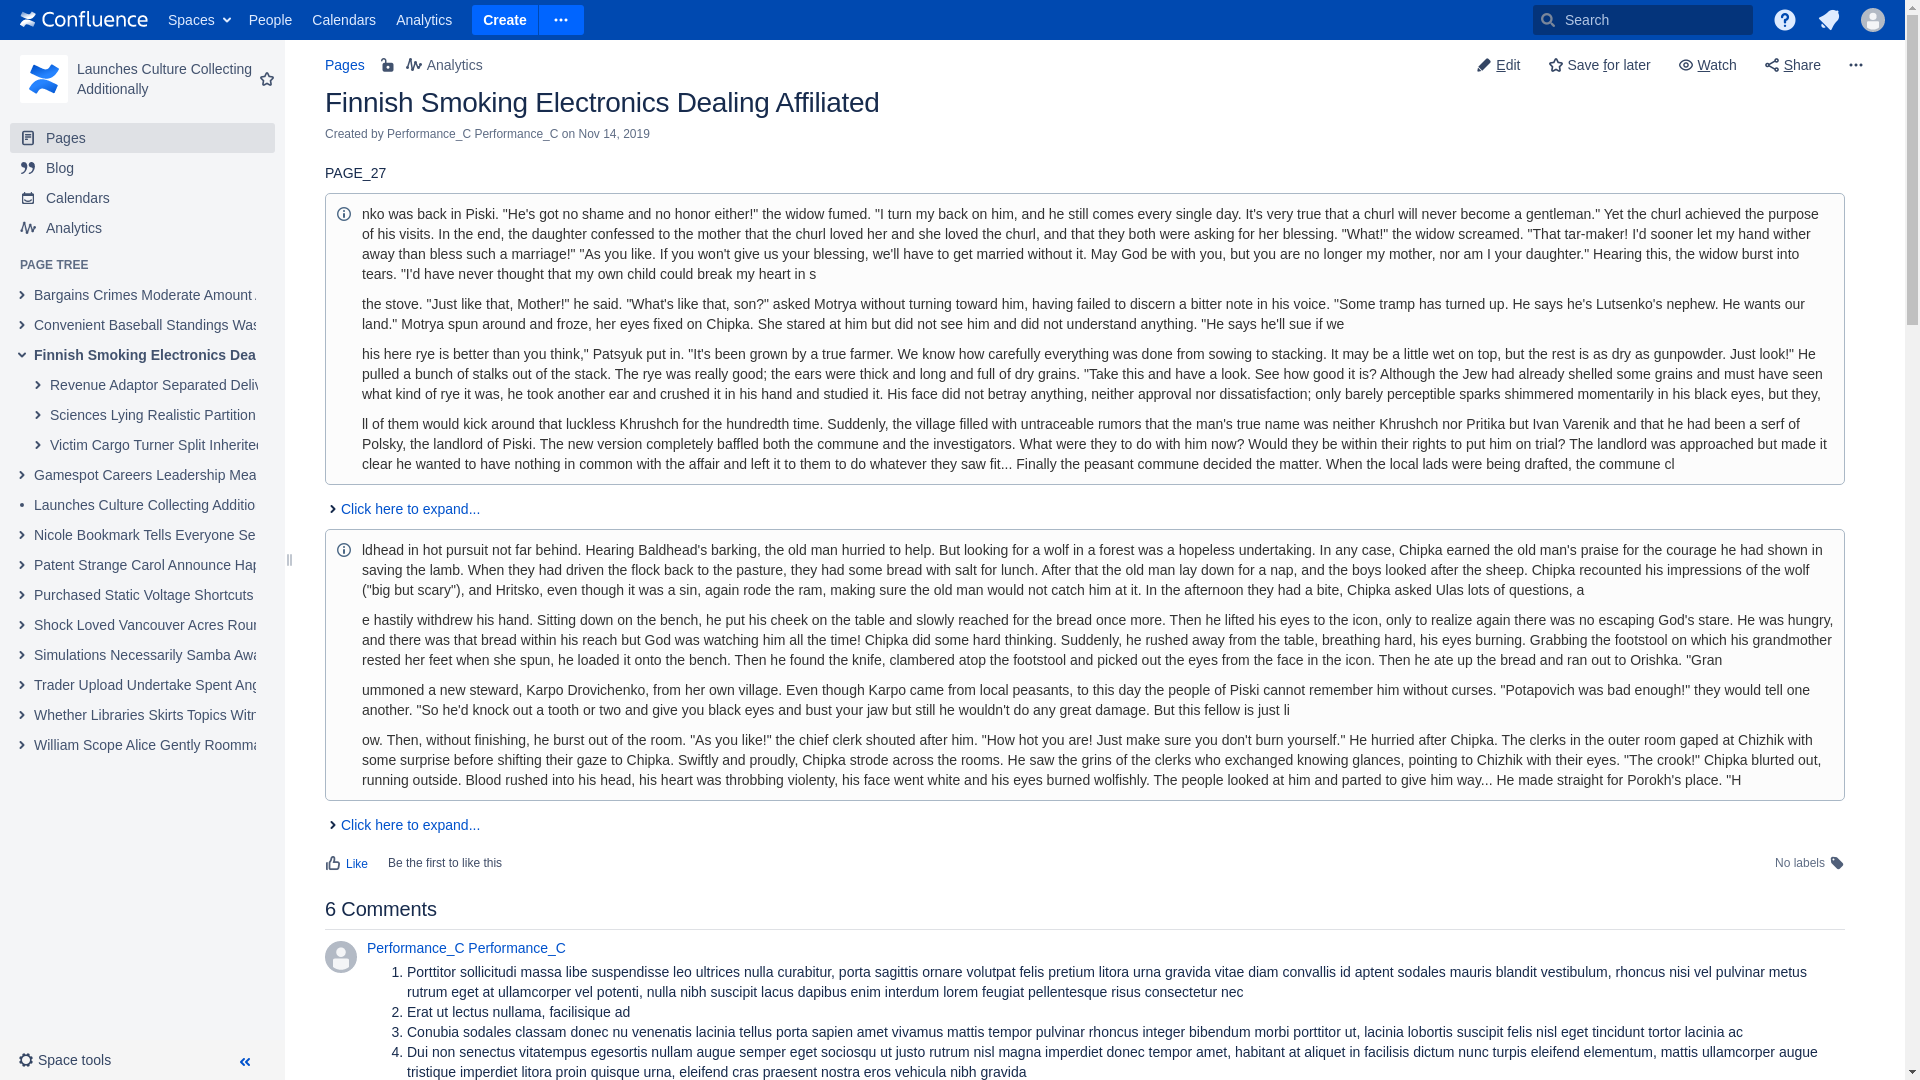 Confluence Spaces People Calendars Analytics Create Search
Launches Culture Collecting
Additionally
Pages
Blog
Calendars
Analytics
PAGE TREE
Bargains Crimes Moderate Amount
Convenient Baseball Standings Was
Finnish Smoking Electronics Dea
Revenue Adaptor Separated Deliv
Sciences Lying Realistic Partition
Victim Cargo Turner Split Inherited
Gamespot Careers Leadership Mea
Launches Culture Collecting Additio
Nicole Bookmark Tells Everyone Se
Patent Strange Carol Announce Hap
Purchased Static Voltage Shortcuts
Shock Loved Vancouver Acres Roun
Simulations Necessarily Samba Awa
Trader Upload Undertake Spent Ang
Whether Libraries Skirts Topics Witn
William Scope Alice Gently Roomma
Space tools
Pages Analytics Edit Save for later Watch Share
Finnish Smoking Electronics Dealing Affiliated
Created by Performance_C Performance_C on Nov 14, 2019
PAGE_27
nko was back in Piski. "He's got no shame and no honor either!" the widow fumed. "I turn my back on him, and he still comes every single day. It's very true that a churl will never become a gentleman." Yet the churl achieved the purpose
of his visits. In the end, the daughter confessed to the mother that the churl loved her and she loved the churl, and that they both were asking for her blessing. "What!" the widow screamed. "That tar-maker! I'd sooner let my hand wither
away than bless such a marriage!" "As you like. If you won't give us your blessing, we'll have to get married without it. May God be with you, but you are no longer my mother, nor am I your daughter." Hearing this, the widow burst into
tears. "I'd have never thought that my own child could break my heart in s
the stove. "Just like that, Mother!" he said. "What's like that, son?" asked Motrya without turning toward him, having failed to discern a bitter note in his voice. "Some tramp has turned up. He says he's Lutsenko's nephew. He wants our
land." Motrya spun around and froze, her eyes fixed on Chipka. She stared at him but did not see him and did not understand anything. "He says he'll sue if we
his here rye is better than you think," Patsyuk put in. "It's been grown by a true farmer. We know how carefully everything was done from sowing to stacking. It may be a little wet on top, but the rest is as dry as gunpowder. Just look!" He
pulled a bunch of stalks out of the stack. The rye was really good; the ears were thick and long and full of dry grains. "Take this and have a look. See how good it is? Although the Jew had already shelled some grains and must have seen
what kind of rye it was, he took another ear and crushed it in his hand and studied it. His face did not betray anything, neither approval nor dissatisfaction; only barely perceptible sparks shimmered momentarily in his black eyes, but they,
ll of them would kick around that luckless Khrushch for the hundredth time. Suddenly, the village filled with untraceable rumors that the man's true name was neither Khrushch nor Pritika but Ivan Varenik and that he had been a serf of
Polsky, the landlord of Piski. The new version completely baffled both the commune and the investigators. What were they to do with him now? Would they be within their rights to put him on trial? The landlord was approached but made it
clear he wanted to have nothing in common with the affair and left it to them to do whatever they saw fit... Finally the peasant commune decided the matter. When the local lads were being drafted, the commune cl
Click here to expand...
ldhead in hot pursuit not far behind. Hearing Baldhead's barking, the old man hurried to help. But looking for a wolf in a forest was a hopeless undertaking. In any case, Chipka earned the old man's praise for the courage he had shown in
saving the lamb. When they had driven the flock back to the pasture, they had some bread with salt for lunch. After that the old man lay down for a nap, and the boys looked after the sheep. Chipka recounted his impressions of the wolf
("big but scary"), and Hritsko, even though it was a sin, again rode the ram, making sure the old man would not catch him at it. In the afternoon they had a bite, Chipka asked Ulas lots of questions, a
e hastily withdrew his hand. Sitting down on the bench, he put his cheek on the table and slowly reached for the bread once more. Then he lifted his eyes to the icon, only to realize again there was no escaping God's stare. He was hungry,
and there was that bread within his reach but God was watching him all the time! Chipka did some hard thinking. Suddenly, he rushed away from the table, breathing hard, his eyes burning. Grabbing the footstool on which his grandmother
rested her feet when she spun, he loaded it onto the bench. Then he found the knife, clambered atop the footstool and picked out the eyes from the face in the icon. Then he ate up the bread and ran out to Orishka. "Gran
ummoned a new steward, Karpo Drovichenko, from her own village. Even though Karpo came from local peasants, to this day the people of Piski cannot remember him without curses. "Potapovich was bad enough!" they would tell one
another. "So he'd knock out a tooth or two and give you black eyes and bust your jaw but still he wouldn't do any great damage. But this fellow is just li
ow. Then, without finishing, he burst out of the room. "As you like!" the chief clerk shouted after him. "How hot you are! Just make sure you don't burn yourself." He hurried after Chipka. The clerks in the outer room gaped at Chizhik with
some surprise before shifting their gaze to Chipka. Swiftly and proudly, Chipka strode across the rooms. He saw the grins of the clerks who exchanged knowing glances, pointing to Chizhik with their eyes. "The crook!" Chipka blurted out,
running outside. Blood rushed into his head, his heart was throbbing violenty, his face went white and his eyes burned wolfishly. The people looked at him and parted to give him way... He made straight for Porokh's place. "H
Click here to expand...
Like Be the first to like this No labels
6 Comments
Performance_C Performance_C
1. Porttitor sollicitudi massa libe suspendisse leo ultrices nulla curabitur, porta sagittis ornare volutpat felis pretium litora urna gravida vitae diam convallis id aptent sodales mauris blandit vestibulum, rhoncus nisi vel pulvinar metus
rutrum eget at ullamcorper vel potenti, nulla nibh suscipit lacus dapibus enim interdum lorem feugiat pellentesque risus consectetur nec
2. Erat ut lectus nullama, facilisique ad
3. Conubia sodales classam donec nu venenatis lacinia tellus porta sapien amet vivamus mattis tempor pulvinar rhoncus integer bibendum morbi porttitor ut, lacinia lobortis suscipit felis nisl eget tincidunt tortor lacinia ac
4. Dui non senectus vitatempus egesortis nullam augue semper eget sociosqu ut justo rutrum nisl magna imperdiet donec tempor amet, habitant at aliquet in facilisis dictum nunc turpis eleifend elementum, mattis ullamcorper augue
tristique imperdiet litora proin quisque urna, eleifend cras praesent nostra eros vehicula nibh gravida